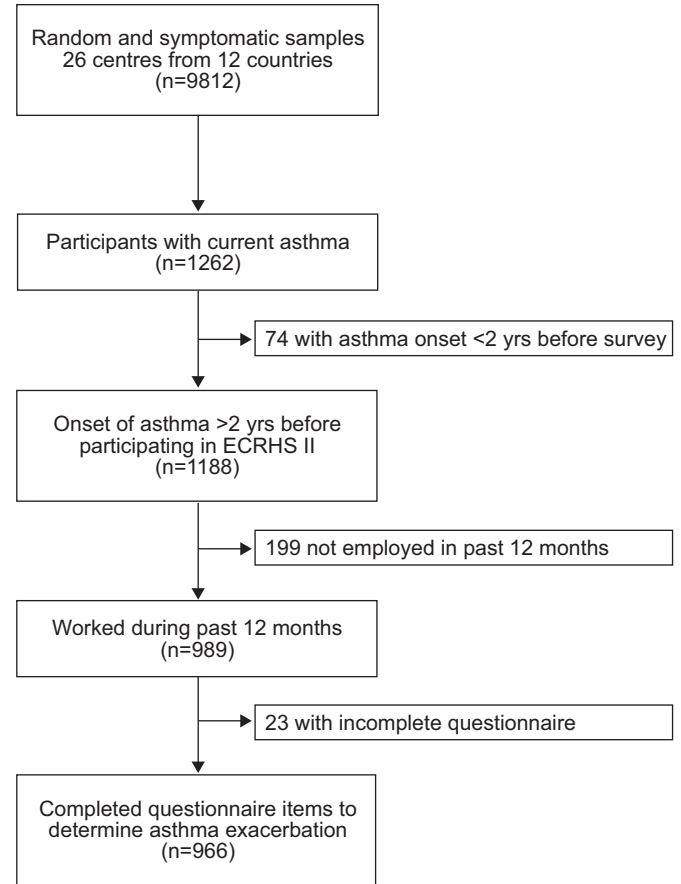 Random and symptomatic samples
26 centres from 12 countries
(n=9812)
Participants with current asthma
(n=1262)
74 with asthma onset <2 yrs before survey
Onset of asthma >2 yrs before
participating in ECRHS II
(n=1188)
199 not employed in past 12 months
Worked during past 12 months
(n=989)
23 with incomplete questionnaire
Completed questionnaire items to
determine asthma exacerbation
(n=966)